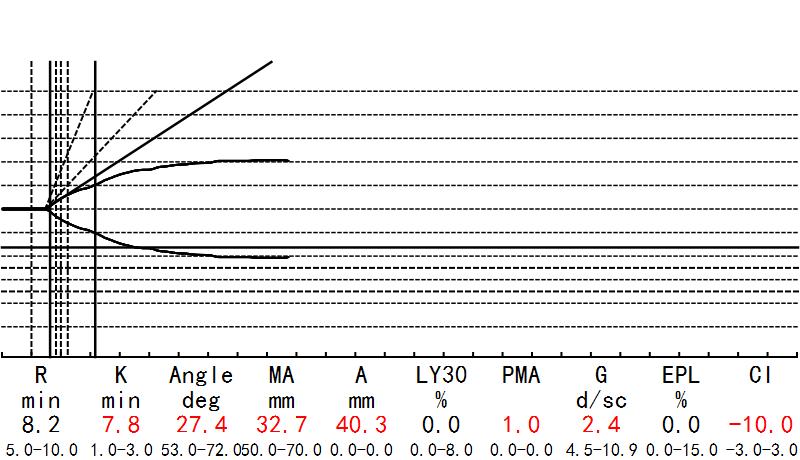 R K Angle MA A LY30 PMA G EPL CI
min min deg mm mm % d/sc %
8.2 7.8 27.4 32.7 40.3 0.0 1.0 2.4 0.0 -10.0
5.0-10.0 1.0-3.0 53.0-72.050.0-70.0 0.0-0.0 0.0-8.0 0.0-0.0 4.5-10.9 0.0-15.0 -3.0-3.0